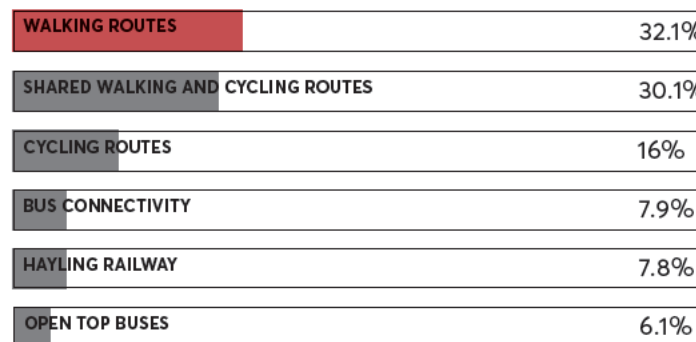 WALKING ROUTES 32.1%
SHARED WALKING AND CYCLING ROUTES 30.1%
CYCLING ROUTES 16%
BUS CONNECTIVITY 7.9%
HAYLING RAILWAY 7.8%
OPEN TOP BUSES 6.1%